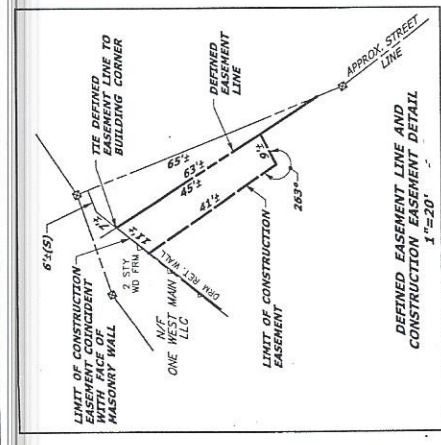 6'±(S)
TIE DEFINED
EASEMENT LINE TO
BUILDING CORNER
LIMIT OF CONSTRUCTION
EASEMENT COINCIDENT
WITH FACE OF
MASONRY WALL
7'±
11'±
2 STY
WD FRM
N/F
ONE WEST MAIN
LLC
DRM RET. WALL
65'±
63'±
45'±
41'±
DEFINED
EASEMENT
LINE
9'±
263°
LIMIT OF CONSTRUCTION
EASEMENT
APPROX. STREET
LINE
DEFINED EASEMENT LINE AND
CONSTRUCTION EASEMENT DETAIL
1"=20'